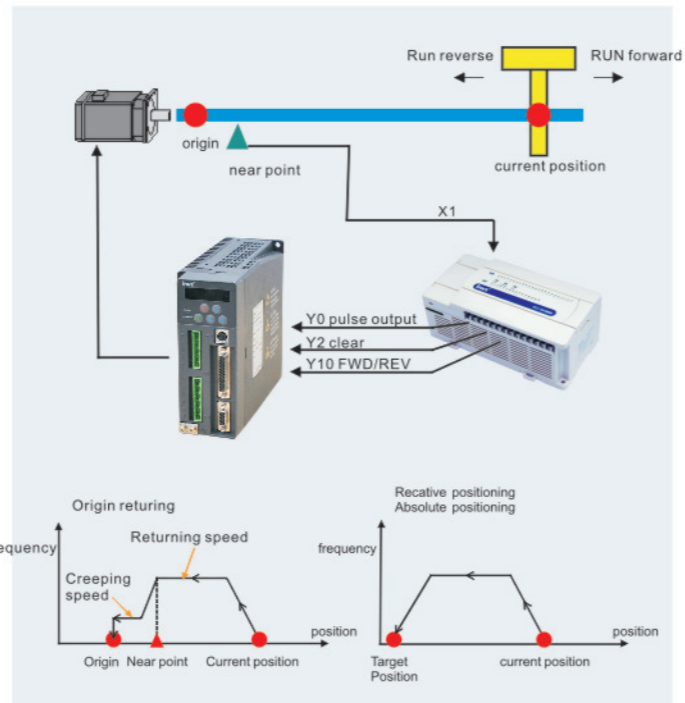 Run reverse
RUN forward
origin
near point
current position
X1
invt
Y0 pulse output
Y2 clear
Y10 FWD/REV
Origin returing
Returning speed
equency
Creeping
speed
position
Origin
Near point
Current position
Recative positioning
Absolute positioning
frequency
position
Target
Position
current position